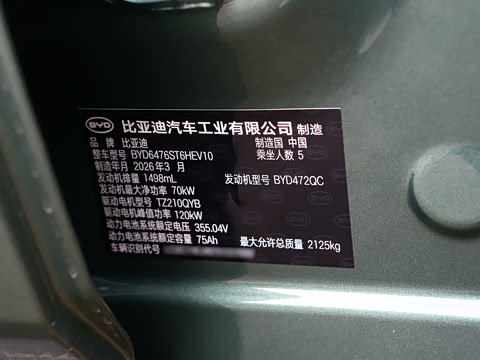 BYD 比亚迪汽车工业有限公司 制造
品牌 比亚迪 制造国 中国
整车型号 BYD6476ST6HEV10 乘坐人数 5
制造年月 2026年3 月
发动机排量 1498mL 发动机型号 BYD472QC
发动机最大净功率 70kW
驱动电机型号 TZ210QYB
驱动电机峰值功率 120kW
动力电池系统额定电压 355.04V
动力电池系统额定容量 75Ah 最大允许总质量 2125kg
车辆识别代号